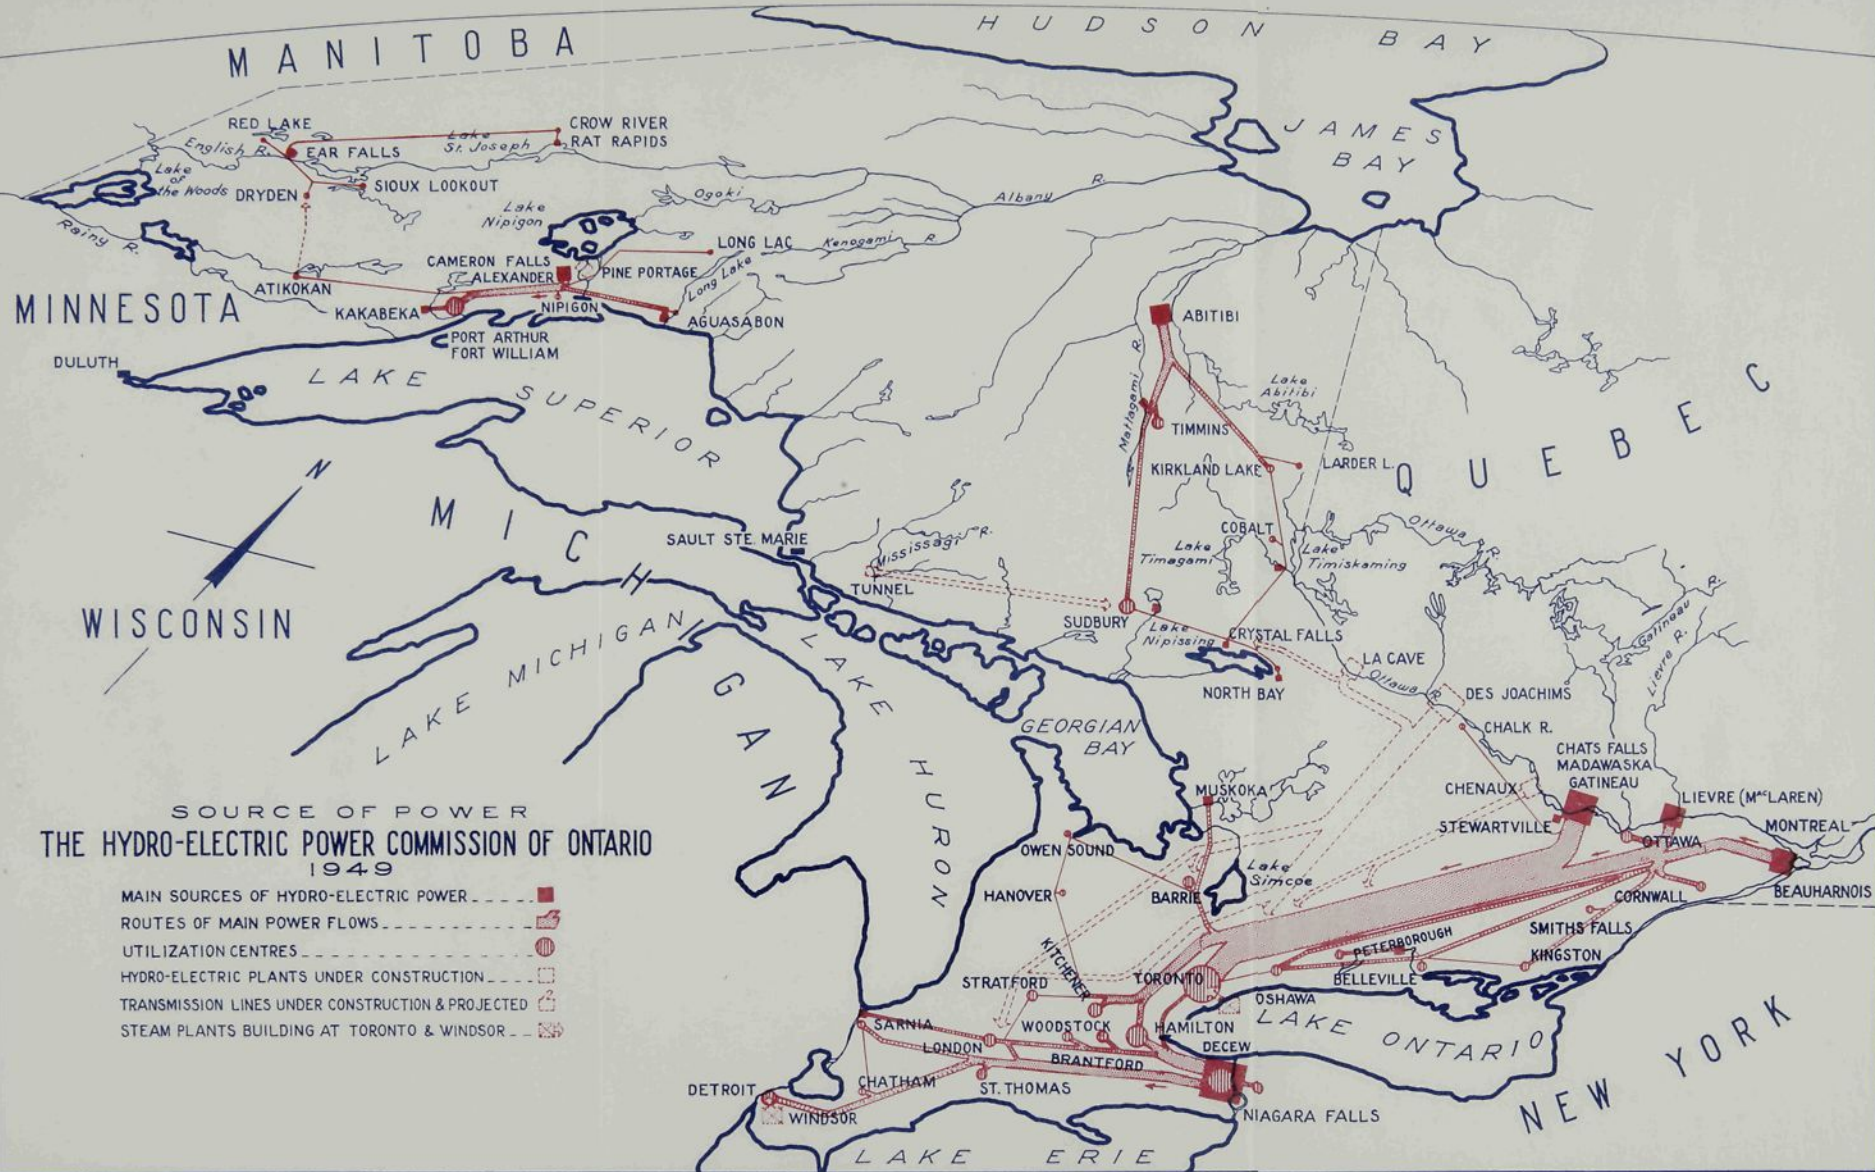 HUDSON BAY
MANITOBA
JAMES
BAY
RED LAKE
CROW RIVER
RAT RAPIDS
Lake
St. Joseph
English R.
EAR FALLS
Lake
of
the Woods
DRYDEN
SIOUX LOOKOUT
Rainy R.
Lake
Nipigon
Ogoki
Albany R.
Kenogami R.
LONG LAC
Long Lake
CAMERON FALLS
ALEXANDER
PINE PORTAGE
ATIKOKAN
KAKABEKA
NIPIGON
AGUASABON
PORT ARTHUR
FORT WILLIAM
MINNESOTA
DULUTH
LAKE SUPERIOR
ABITIBI
Mattagami R.
Lake
Abitibi
TIMMINS
KIRKLAND LAKE
LARDER L.
QUEBEC
N
MICHIGAN
WISCONSIN
SAULT STE. MARIE
Mississagi R.
TUNNEL
COBALT
Lake
Timagami
Lake
Timiskaming
Ottawa R.
SUDBURY
Lake
Nipissing
CRYSTAL FALLS
NORTH BAY
LA CAVE
Ottawa R.
DES JOACHIMS
CHALK R.
Gatineau R.
Lievre R.
LAKE MICHIGAN
LAKE HURON
GEORGIAN
BAY
MUSKOKA
CHATS FALLS
MADAWASKA
GATINEAU
CHENAUX
STEWARTVILLE
LIEVRE (MacLAREN)
MONTREAL
OTTAWA
BEAUHARNOIS
CORNWALL
SMITHS FALLS
KINGSTON
PETERBOROUGH
BELLEVILLE
OWEN SOUND
HANOVER
BARRIE
Lake
Simcoe
KITCHENER
STRATFORD
TORONTO
OSHAWA
LAKE ONTARIO
SARNIA
WOODSTOCK
HAMILTON
DECEW
LONDON
BRANTFORD
CHATHAM
ST. THOMAS
DETROIT
WINDSOR
NIAGARA FALLS
LAKE ERIE
NEW YORK
SOURCE OF POWER
THE HYDRO-ELECTRIC POWER COMMISSION OF ONTARIO
1949
MAIN SOURCES OF HYDRO-ELECTRIC POWER
ROUTES OF MAIN POWER FLOWS
UTILIZATION CENTRES
HYDRO-ELECTRIC PLANTS UNDER CONSTRUCTION
TRANSMISSION LINES UNDER CONSTRUCTION & PROJECTED
STEAM PLANTS BUILDING AT TORONTO & WINDSOR